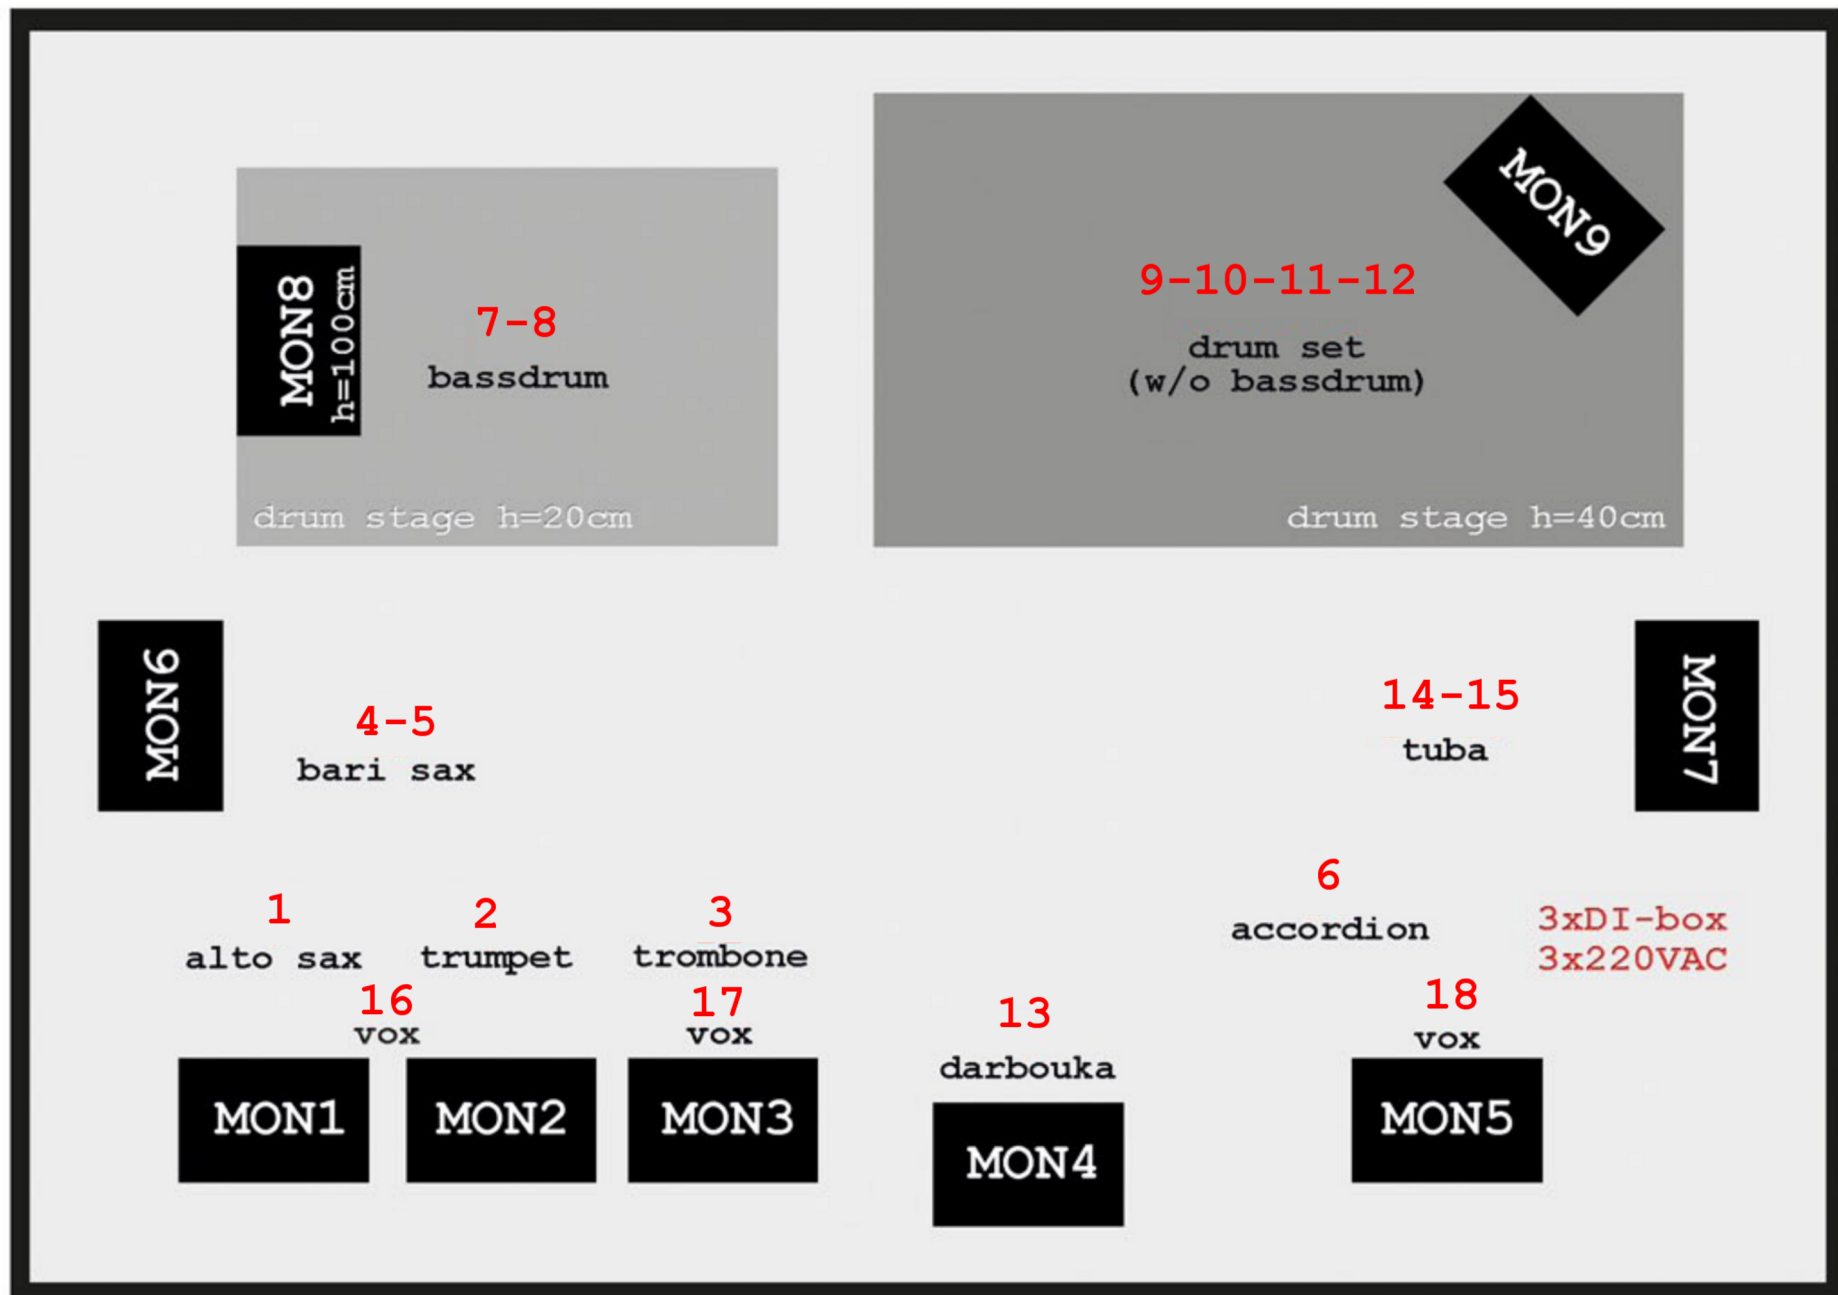 MON9
MON8
h=100cm
7-8
bassdrum
drum stage h=20cm
9-10-11-12
drum set
(w/o bassdrum)
drum stage h=40cm
MON6
4-5
bari sax
14-15
tuba
MON7
1
alto sax
2
trumpet
3
trombone
6
accordion
3xDI-box
3x220VAC
16
vox
17
vox
13
darbouka
18
vox
MON1
MON2
MON3
MON4
MON5